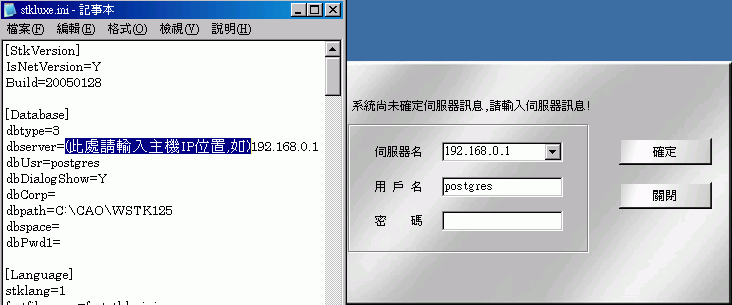 stkluxe.ini - 記事本
檔案(F) 編輯(E) 格式(O) 檢視(V) 說明(H)
[StkVersion]
IsNetVersion=Y
Build=20050128
[Database]
dbtype=3
dbserver=(此處請輸入主機IP位置,如)192.168.0.1
dbUsr=postgres
dbDialogShow=Y
dbCorp=
dbpath=C:\CAO\WSTK125
dbspace=
dbPwd1=
[Language]
stklang=1
系統尚未確定伺服器訊息,請輸入伺服器訊息!
伺服器名 192.168.0.1
確定
用戶名 postgres
關閉
密碼